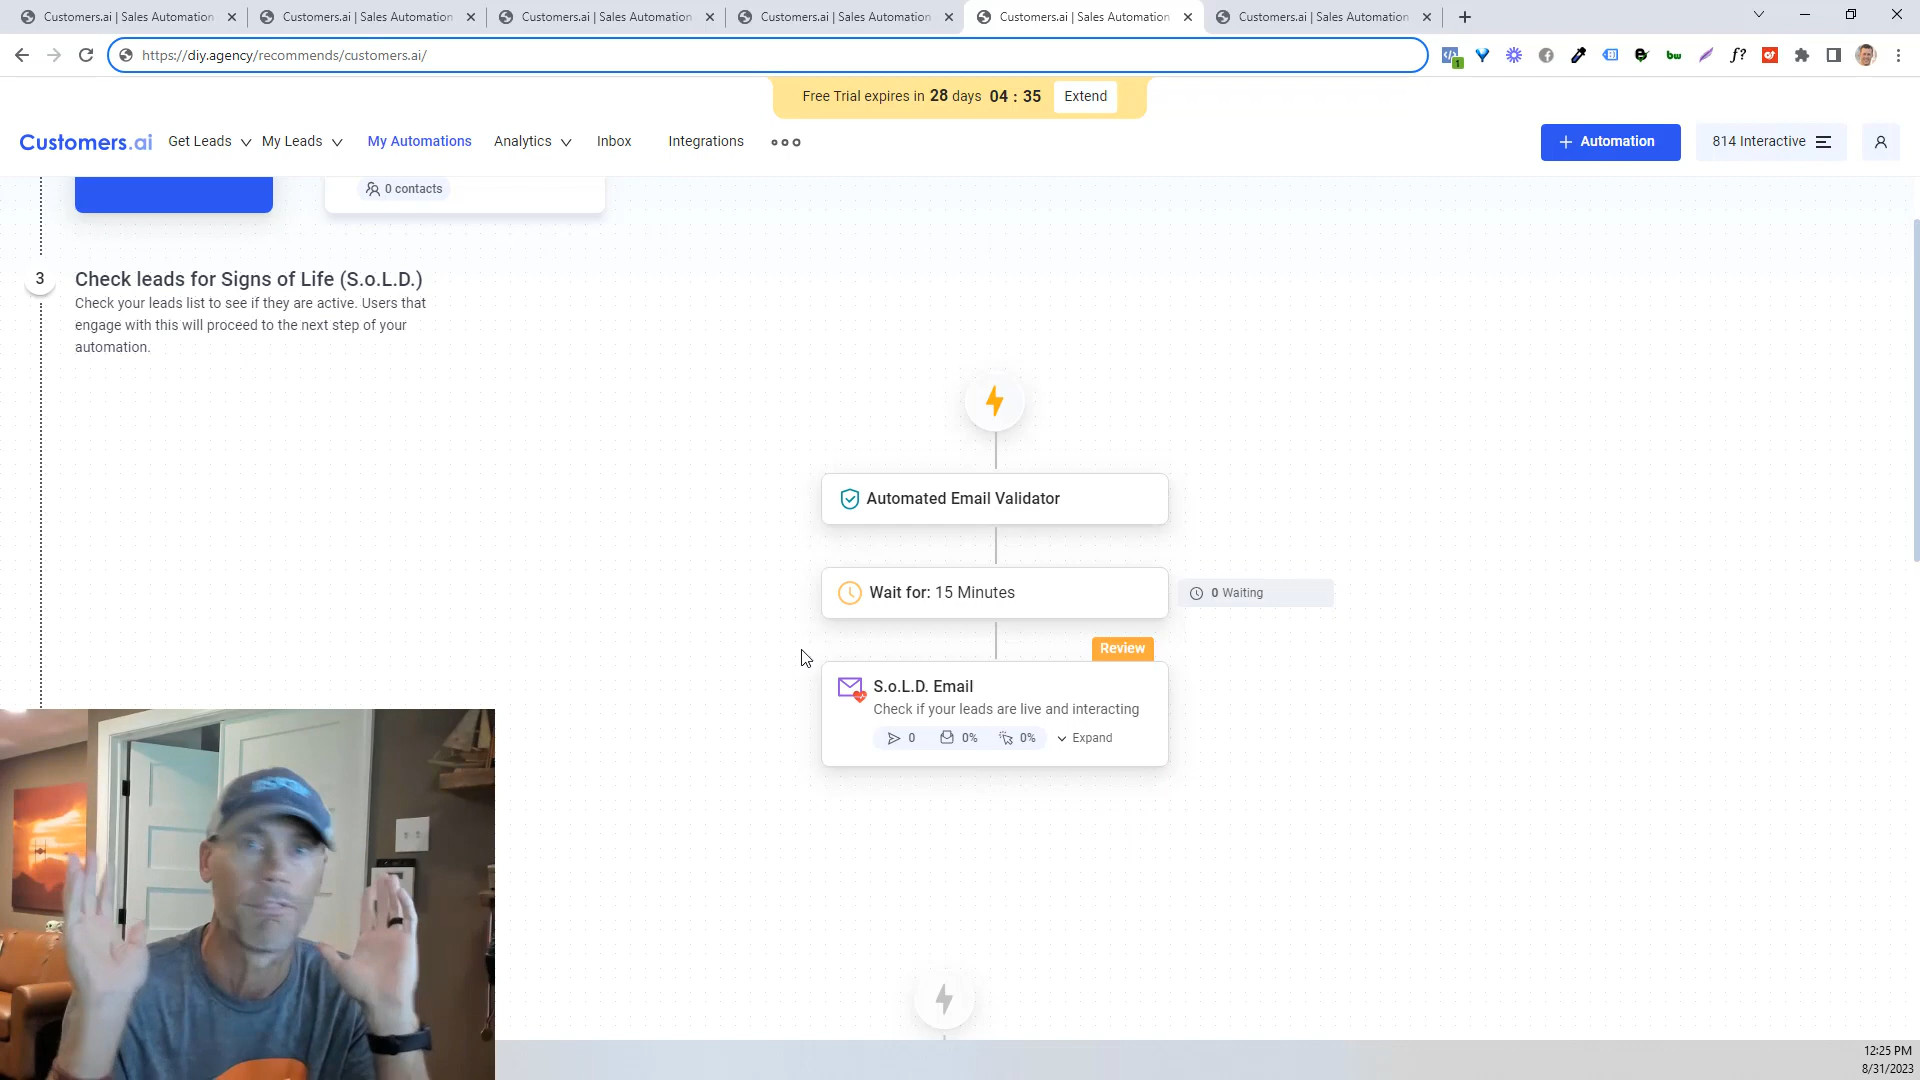 Customers.ai | Sales Automation
Customers.ai | Sales Automation
Customers.ai | Sales Automation
Customers.ai | Sales Automation
Customers.ai | Sales Automation
Customers.ai | Sales Automation
https://diy.agency/recommends/customers.ai/
1
bw
f?
Free Trial expires in 28 days 04 : 35 Extend
Customers.ai
Get Leads
My Leads
My Automations
Analytics
Inbox
Integrations
Automation
814 Interactive
0 contacts
3
Check leads for Signs of Life (S.o.L.D.)
Check your leads list to see if they are active. Users that
engage with this will proceed to the next step of your
automation.
Automated Email Validator
Wait for: 15 Minutes
0 Waiting
Review
S.o.L.D. Email
Check if your leads are live and interacting
0 0% 0% Expand
12:25 PM
8/31/2023